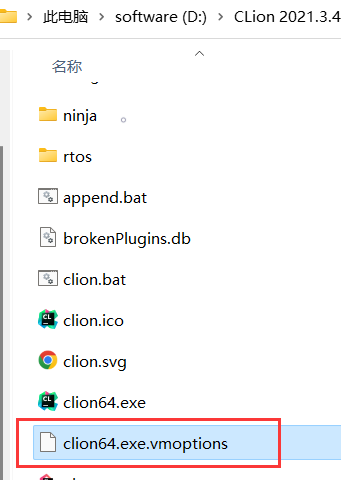 此电脑 > software (D:) > CLion 2021.3.4
名称
ninja
rtos
append.bat
brokenPlugins.db
clion.bat
clion.ico
clion.svg
clion64.exe
clion64.exe.vmoptions